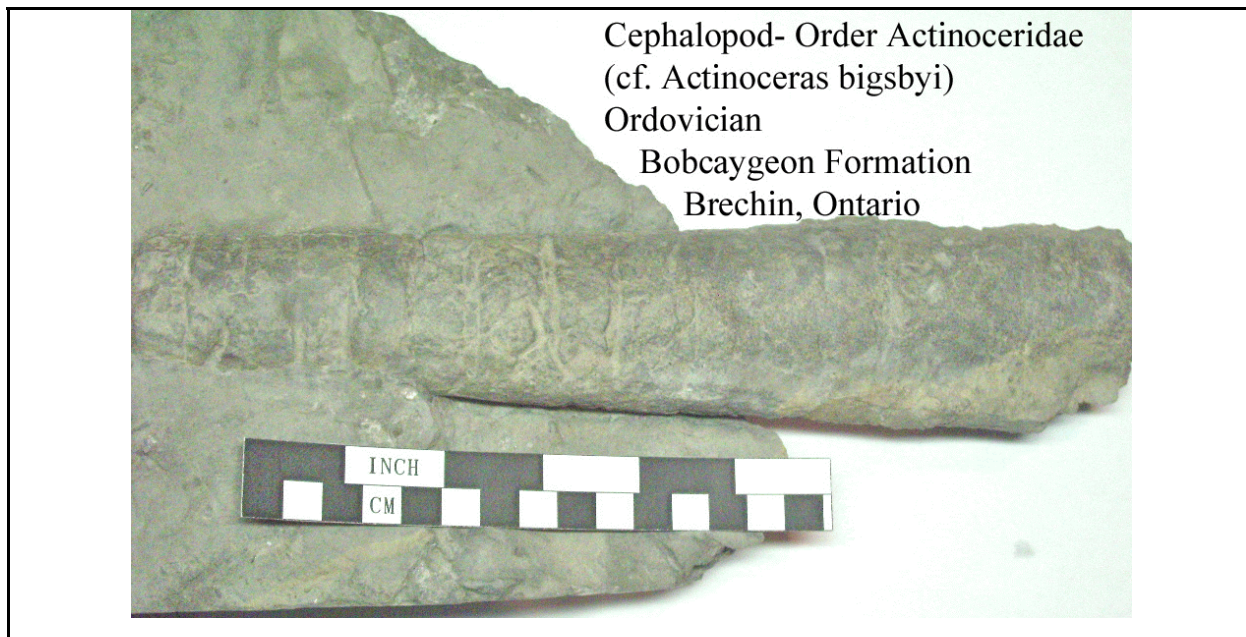 Cephalopod- Order Actinoceridae
(cf. Actinoceras bigsbyi)
Ordovician
Bobcaygeon Formation
Brechin, Ontario
INCH
CM